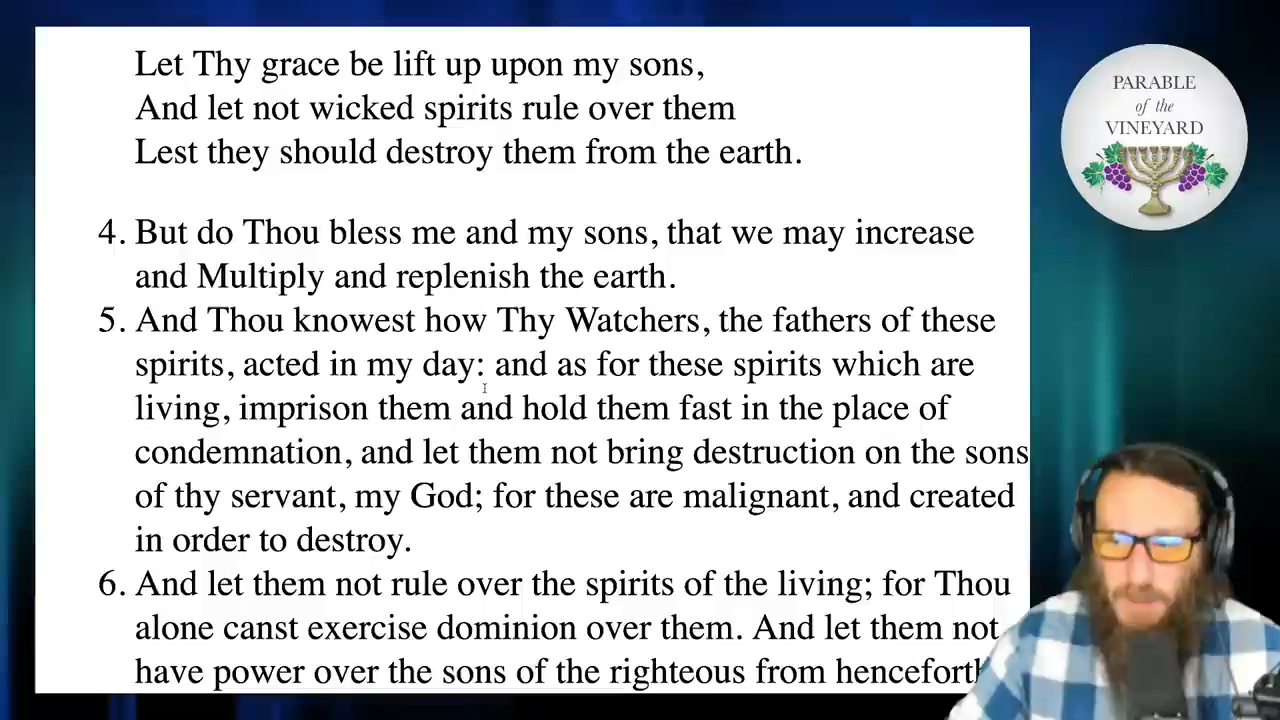 Let Thy grace be lift up upon my sons,
And let not wicked spirits rule over them
Lest they should destroy them from the earth.
4. But do Thou bless me and my sons, that we may increase
and Multiply and replenish the earth.
5. And Thou knowest how Thy Watchers, the fathers of these
spirits, acted in my day: and as for these spirits which are
living, imprison them and hold them fast in the place of
condemnation, and let them not bring destruction on the sons
of thy servant, my God; for these are malignant, and created
in order to destroy.
6. And let them not rule over the spirits of the living; for Thou
alone canst exercise dominion over them. And let them not
have power over the sons of the righteous from henceforth
PARABLE
of the
VINEYARD